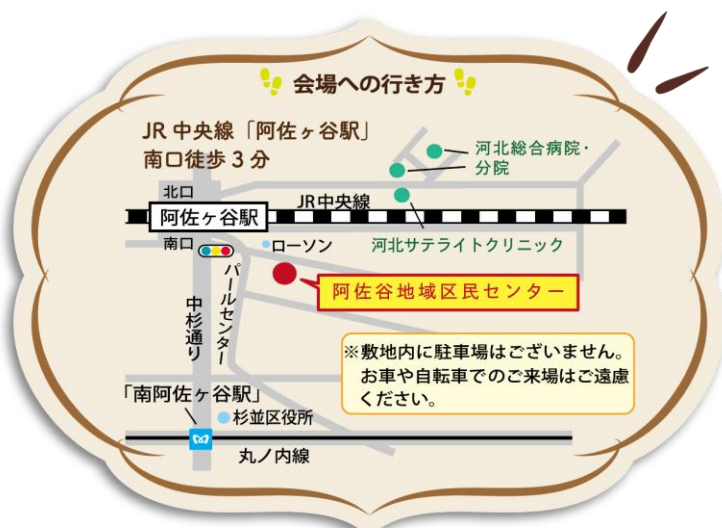 会場への行き方
JR中央線「阿佐ヶ谷駅」
南口徒歩3分
河北総合病院・
分院
北口
JR中央線
阿佐ヶ谷駅
南口
ローソン
河北サテライトクリニック
パールセンター
阿佐谷地域区民センター
中杉通り
※敷地内に駐車場はございません。
お車や自転車でのご来場はご遠慮
ください。
「南阿佐ヶ谷駅」
杉並区役所
丸ノ内線